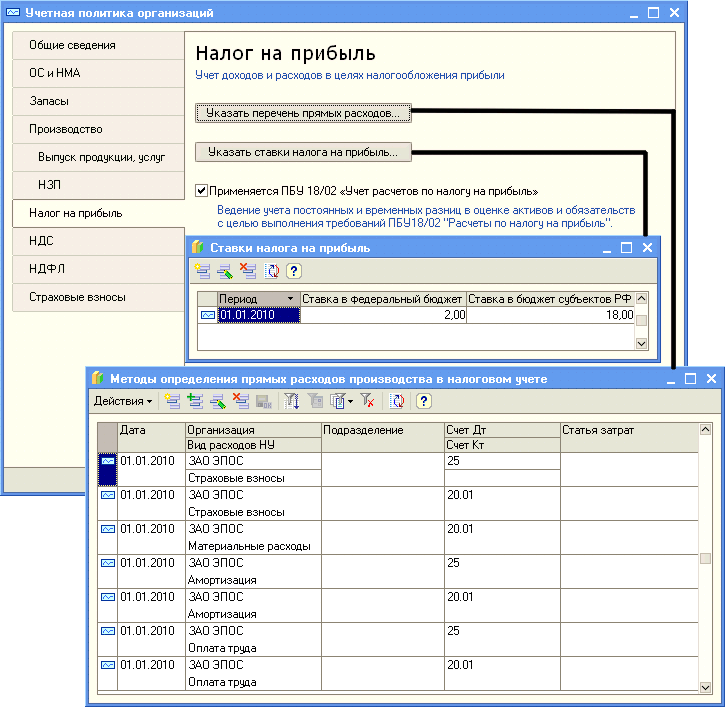 Учетная политика организаций
Общие сведения
ОС и НМА
Запасы
Производство
Выпуск продукции, услуг
НЗП
Налог на прибыль
НДС
НДФЛ
Страховые взносы
Налог на прибыль
Учет доходов и расходов в целях налогообложения прибыли
Указать перечень прямых расходов...
Указать ставки налога на прибыль...
Применяется ПБУ 18/02 «Учет расчетов по налогу на прибыль»
Ведение учета постоянных и временных разниц в оценке активов и обязательств
с целью выполнения требований ПБУ18/02 "Расчеты по налогу на прибыль".
Ставки налога на прибыль
Период Ставка в федеральный бюджет Ставка в бюджет субъектов РФ
01.01.2010 2,00 18,00
Методы определения прямых расходов производства в налоговом учете
Действия
Дата Организация Подразделение Счет Дт Статья затрат
Вид расходов НУ Счет Кт
01.01.2010 ЗАО ЭПОС 25
Страховые взносы
01.01.2010 ЗАО ЭПОС 20.01
Страховые взносы
01.01.2010 ЗАО ЭПОС 20.01
Материальные расходы
01.01.2010 ЗАО ЭПОС 25
Амортизация
01.01.2010 ЗАО ЭПОС 20.01
Амортизация
01.01.2010 ЗАО ЭПОС 25
Оплата труда
01.01.2010 ЗАО ЭПОС 20.01
Оплата труда